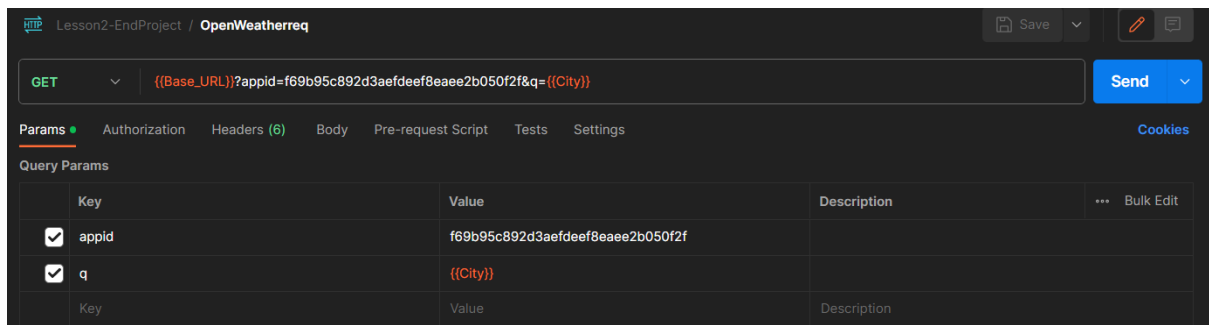 HTTP Lesson2-EndProject / OpenWeatherreq Save
GET {{Base_URL}}?appid=f69b95c892d3aefdeef8eaee2b050f2f&q={{City}} Send
Params Authorization Headers (6) Body Pre-request Script Tests Settings Cookies
Query Params
Key Value Description ••• Bulk Edit
appid f69b95c892d3aefdeef8eaee2b050f2f
q {{City}}
Key Value Description